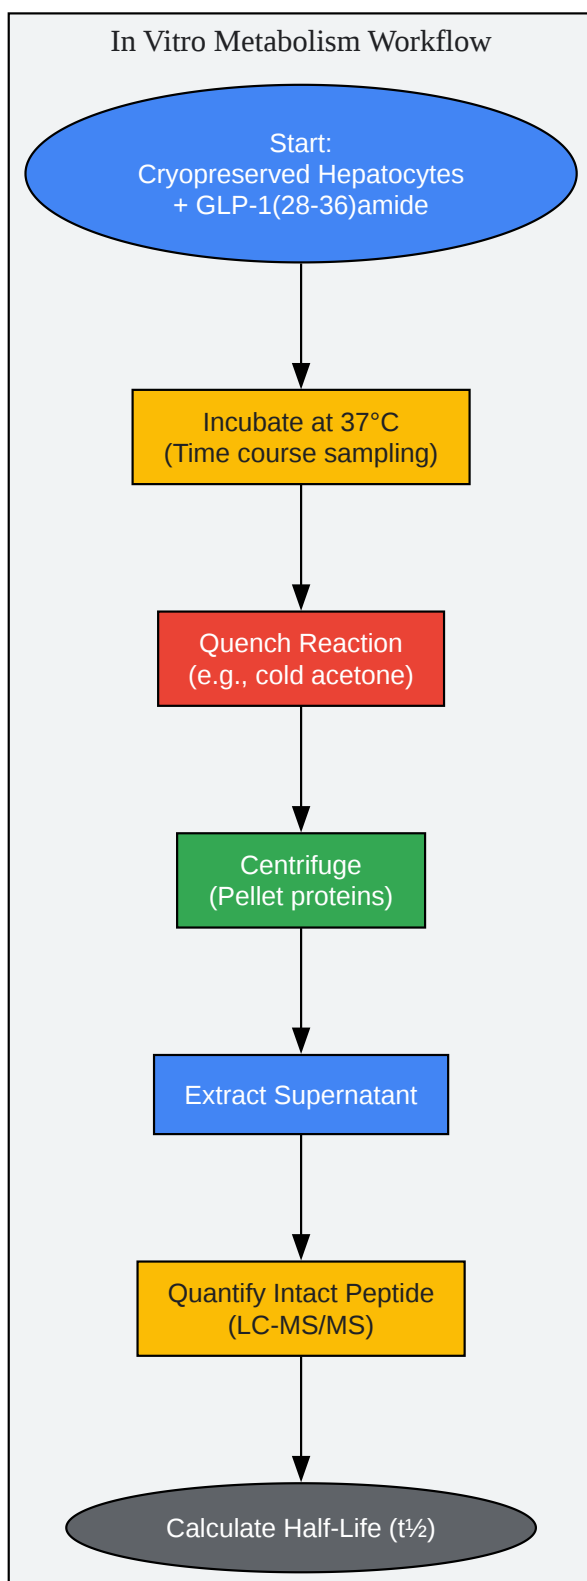 In Vitro Metabolism Workflow
Start:
Cryopreserved Hepatocytes
+ GLP-1(28-36)amide
Incubate at 37°C
(Time course sampling)
Quench Reaction
(e.g., cold acetone)
Centrifuge
(Pellet proteins)
Extract Supernatant
Quantify Intact Peptide
(LC-MS/MS)
Calculate Half-Life (t½)